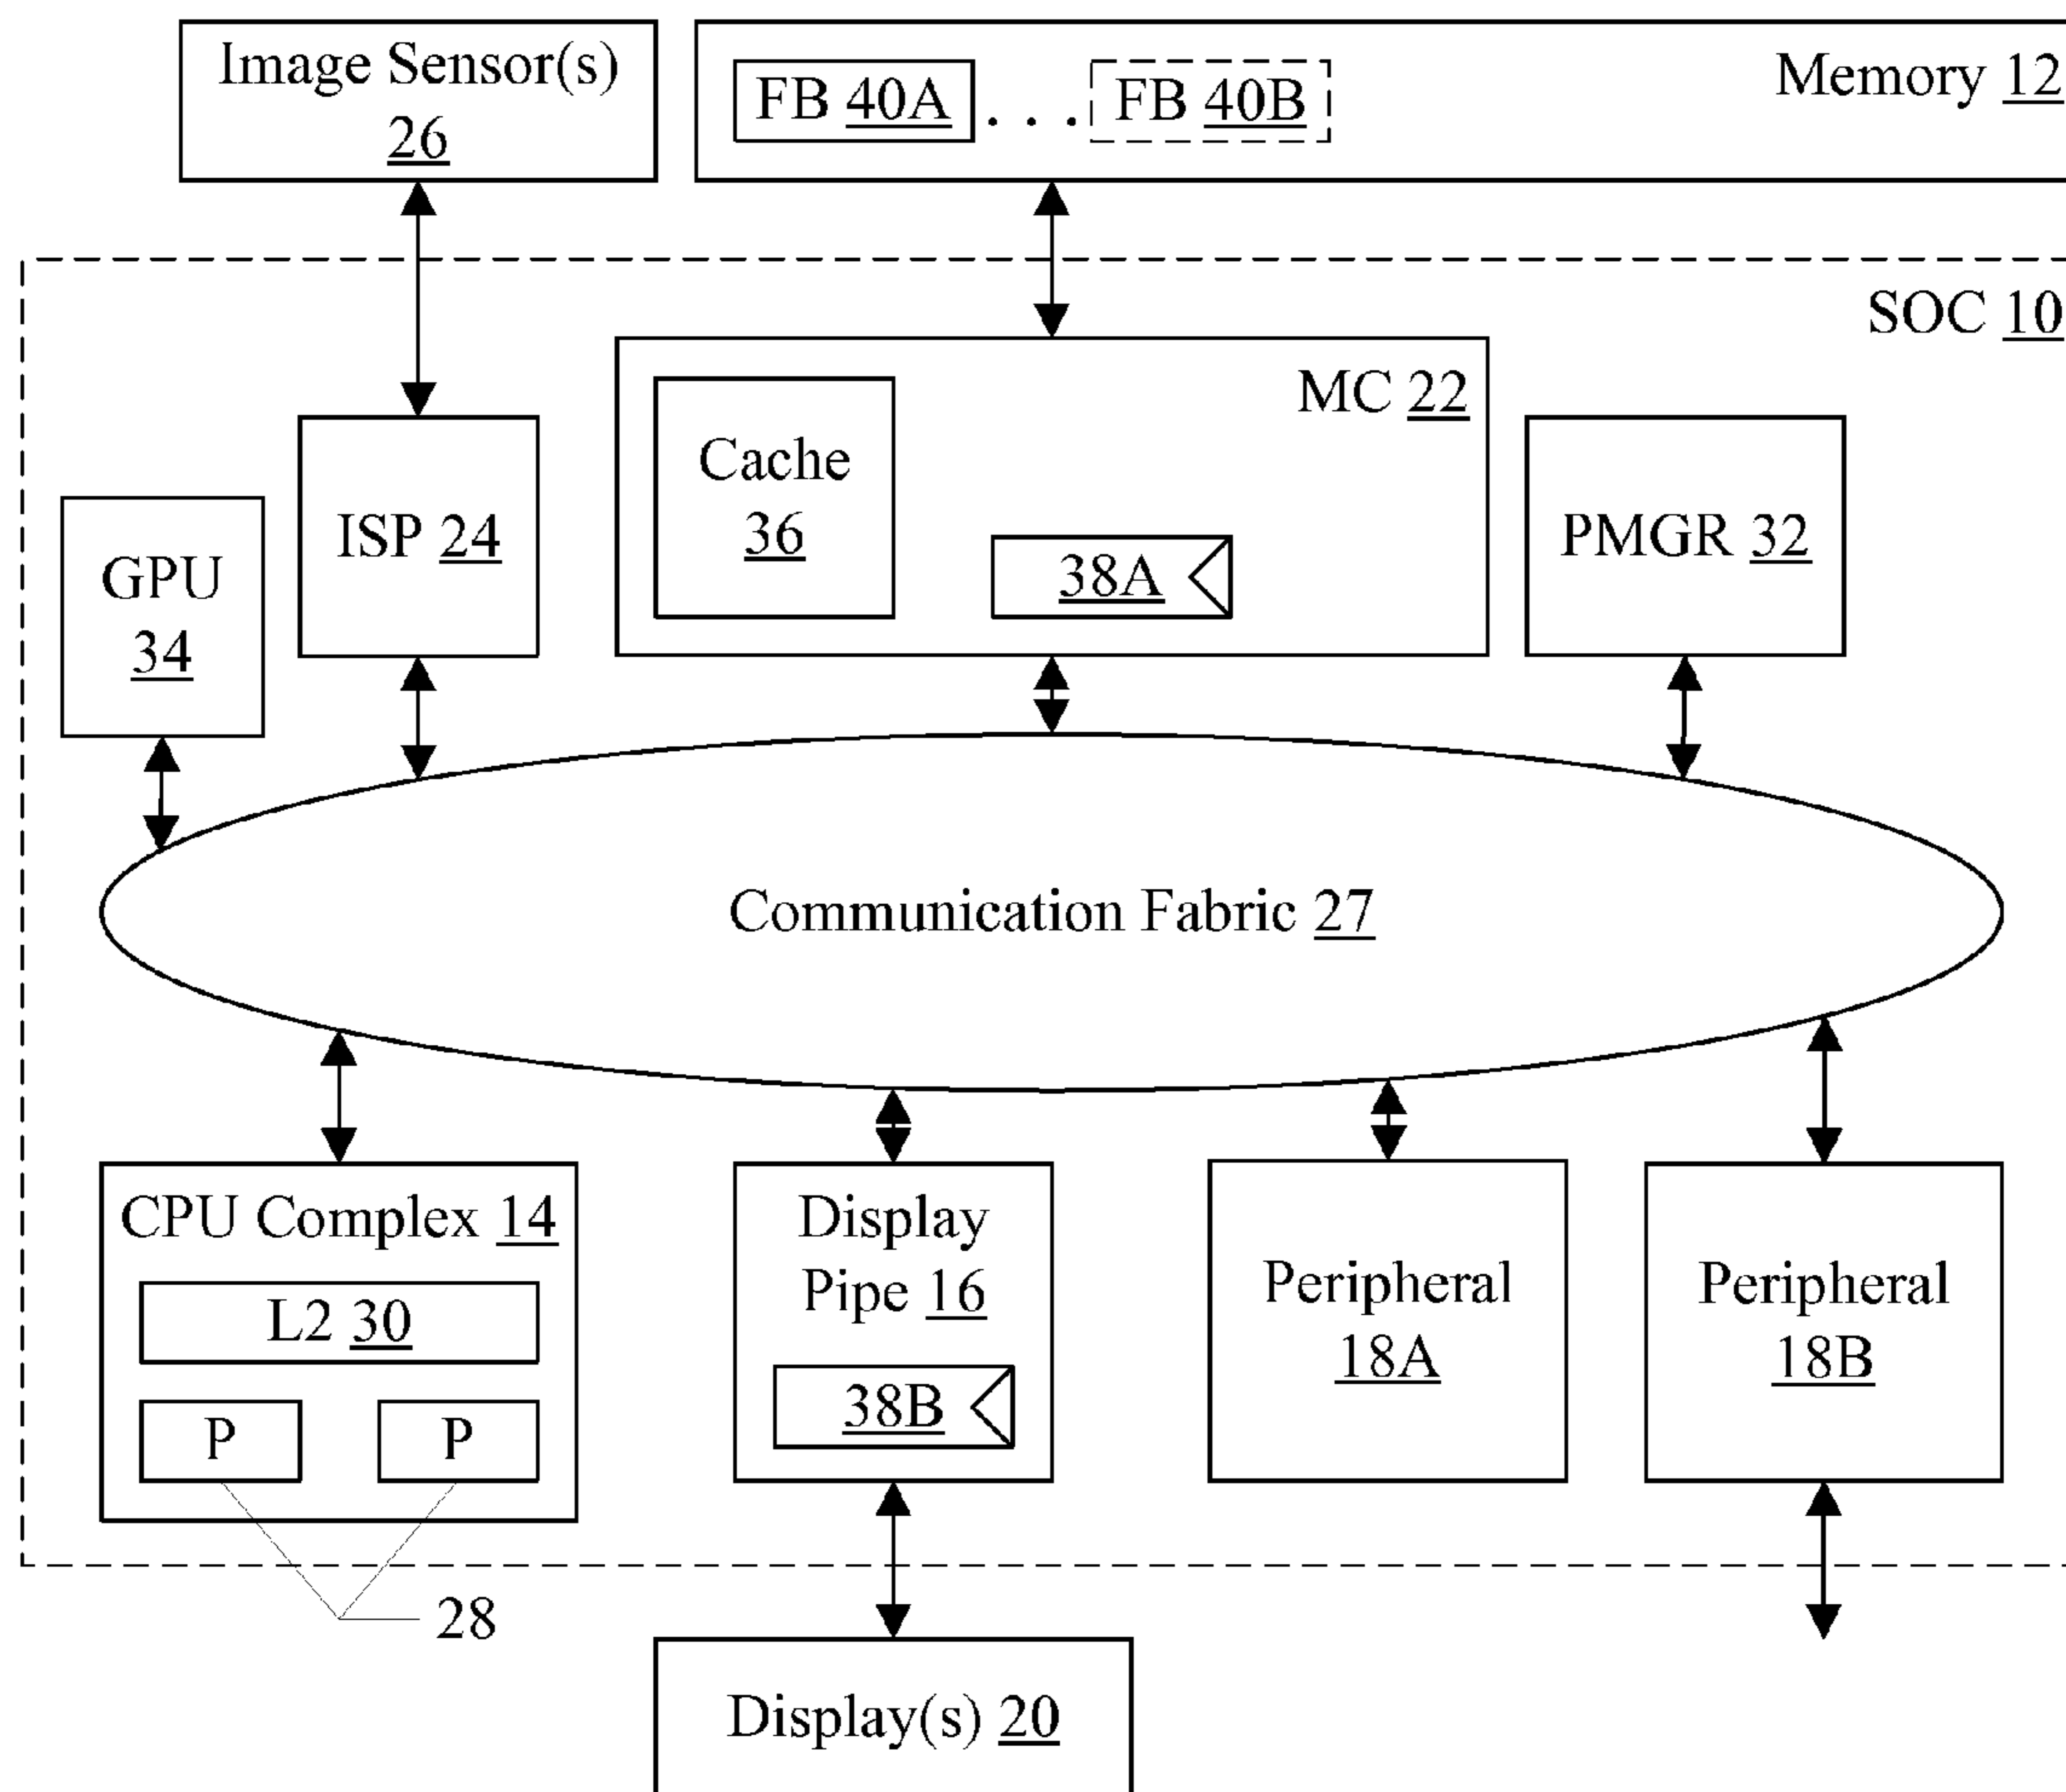 Image Sensor(s)
26
FB 40A
. . .
FB 40B
Memory 12
SOC 10
MC 22
Cache
36
38A
PMGR 32
ISP 24
GPU
34
Communication Fabric 27
CPU Complex 14
L2 30
P
P
28
Display
Pipe 16
38B
Peripheral
18A
Peripheral
18B
Display(s) 20